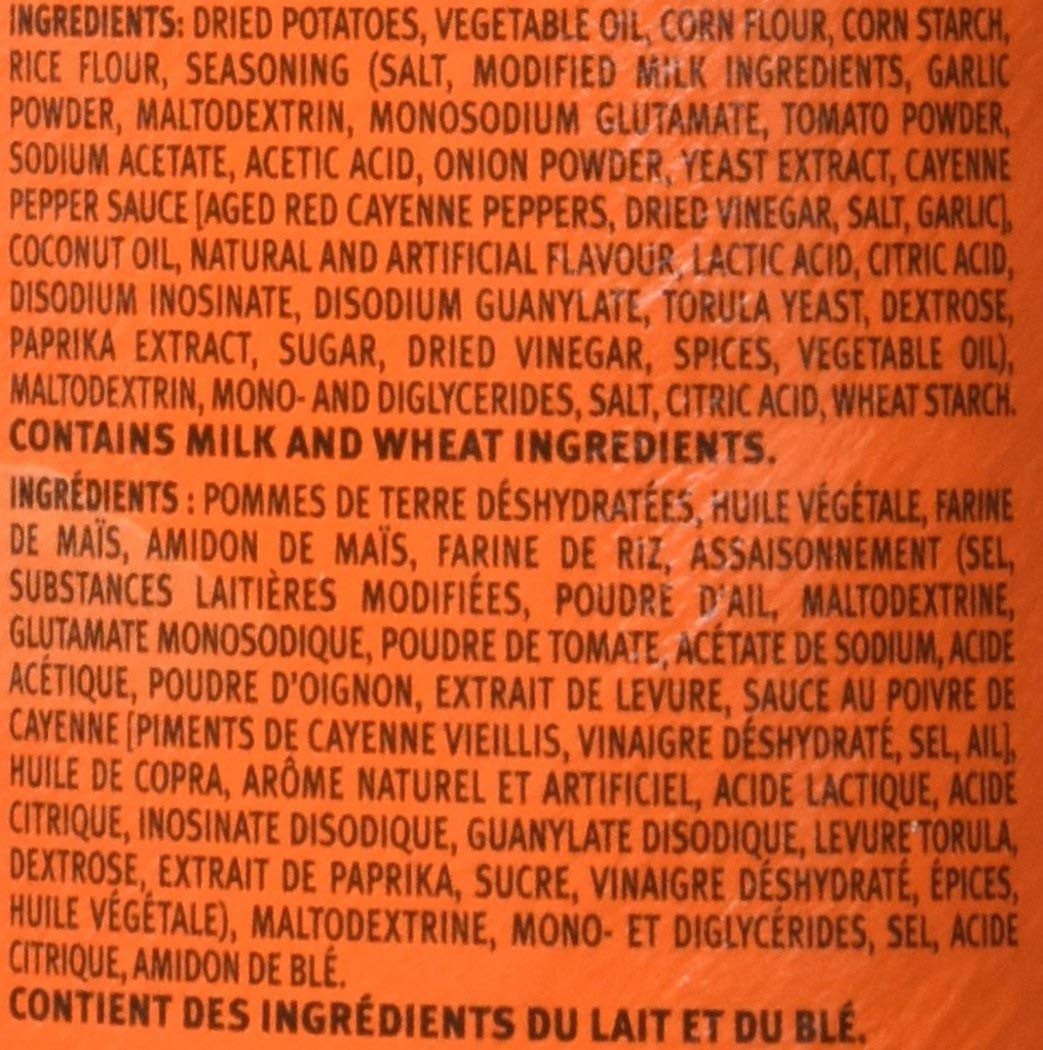 INGREDIENTS: DRIED POTATOES, VEGETABLE OIL, CORN FLOUR, CORN STARCH,
RICE FLOUR, SEASONING (SALT, MODIFIED MILK INGREDIENTS, GARLIC
POWDER, MALTODEXTRIN, MONOSODIUM GLUTAMATE, TOMATO POWDER,
SODIUM ACETATE, ACETIC ACID, ONION POWDER, YEAST EXTRACT, CAYENNE
PEPPER SAUCE [AGED RED CAYENNE PEPPERS, DRIED VINEGAR, SALT, GARLIC],
COCONUT OIL, NATURAL AND ARTIFICIAL FLAVOUR, LACTIC ACID, CITRIC ACID,
DISODIUM INOSINATE, DISODIUM GUANYLATE, TORULA YEAST, DEXTROSE,
PAPRIKA EXTRACT, SUGAR, DRIED VINEGAR, SPICES, VEGETABLE OIL),
MALTODEXTRIN, MONO- AND DIGLYCERIDES, SALT, CITRIC ACID, WHEAT STARCH.
CONTAINS MILK AND WHEAT INGREDIENTS.
INGRÉDIENTS : POMMES DE TERRE DÉSHYDRATÉES, HUILE VÉGÉTALE, FARINE
DE MAÏS, AMIDON DE MAÏS, FARINE DE RIZ, ASSAISONNEMENT (SEL,
SUBSTANCES LAITIÈRES MODIFIÉES, POUDRE D'AIL, MALTODEXTRINE,
GLUTAMATE MONOSODIQUE, POUDRE DE TOMATE, ACÉTATE DE SODIUM, ACIDE
ACÉTIQUE, POUDRE D'OIGNON, EXTRAIT DE LEVURE, SAUCE AU POIVRE DE
CAYENNE [PIMENTS DE CAYENNE VIEILLIS, VINAIGRE DÉSHYDRATÉ, SEL, AIL],
HUILE DE COPRA, ARÔME NATUREL ET ARTIFICIEL, ACIDE LACTIQUE, ACIDE
CITRIQUE, INOSINATE DISODIQUE, GUANYLATE DISODIQUE, LEVURE TORULA,
DEXTROSE, EXTRAIT DE PAPRIKA, SUCRE, VINAIGRE DÉSHYDRATÉ, ÉPICES,
HUILE VÉGÉTALE), MALTODEXTRINE, MONO- ET DIGLYCÉRIDES, SEL, ACIDE
CITRIQUE, AMIDON DE BLÉ.
CONTIENT DES INGRÉDIENTS DU LAIT ET DU BLÉ.